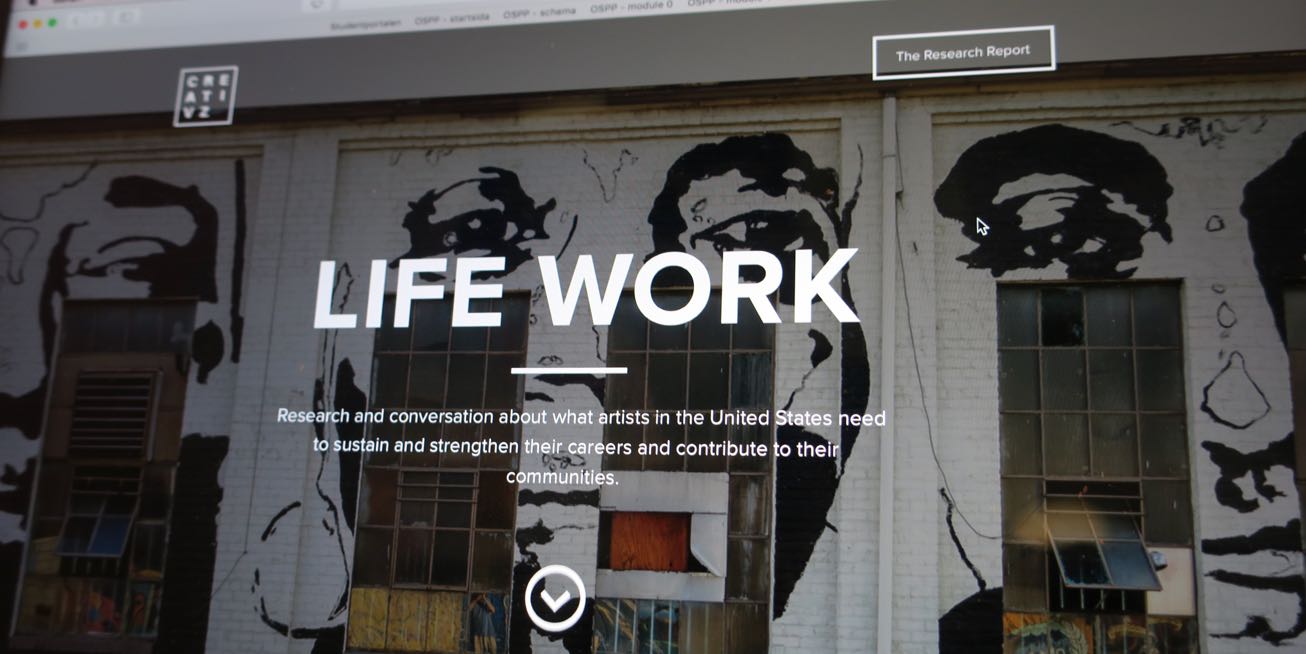 Studentportalen OSPP - startsida OSPP - schema OSPP - module 0 OSPP - module
CRE
ATI
VZ
The Research Report
LIFE WORK
Research and conversation about what artists in the United States need
to sustain and strengthen their careers and contribute to their
communities.